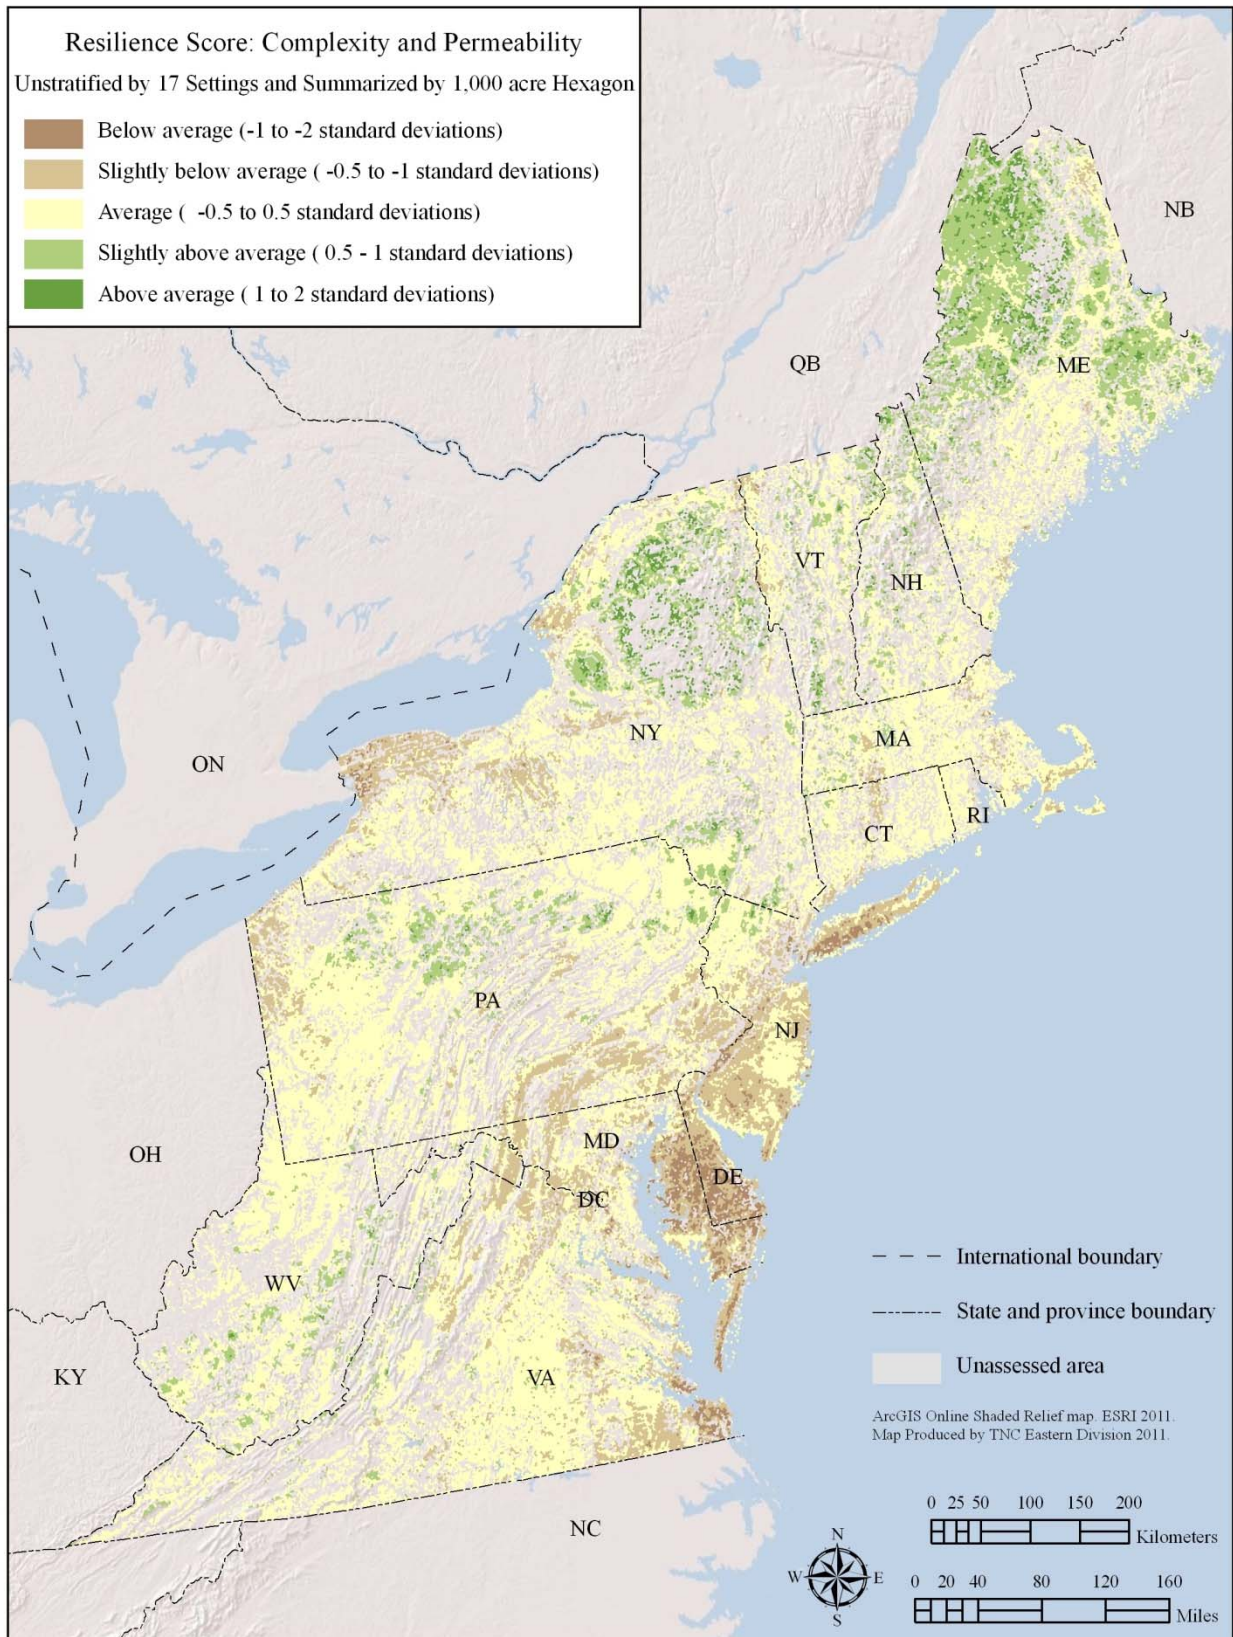 Resilience Score: Complexity and Permeability
Unstratified by 17 Settings and Summarized by 1,000 acre Hexagon
Below average (-1 to -2 standard deviations)
Slightly below average ( -0.5 to -1 standard deviations)
Average (  -0.5 to 0.5 standard deviations)
Slightly above average ( 0.5 - 1 standard deviations)
Above average ( 1 to 2 standard deviations)
NB
QB
ME
VT
NH
NY
MA
ON
RI
CT
PA
NJ
OH
MD
DE
DC
WV
KY
VA
NC
International boundary
State and province boundary
Unassessed area
ArcGIS Online Shaded Relief map. ESRI 2011.
Map Produced by TNC Eastern Division 2011.
0 25 50 100 150 200
Kilometers
N
W E
S
0 20 40 80 120 160
Miles